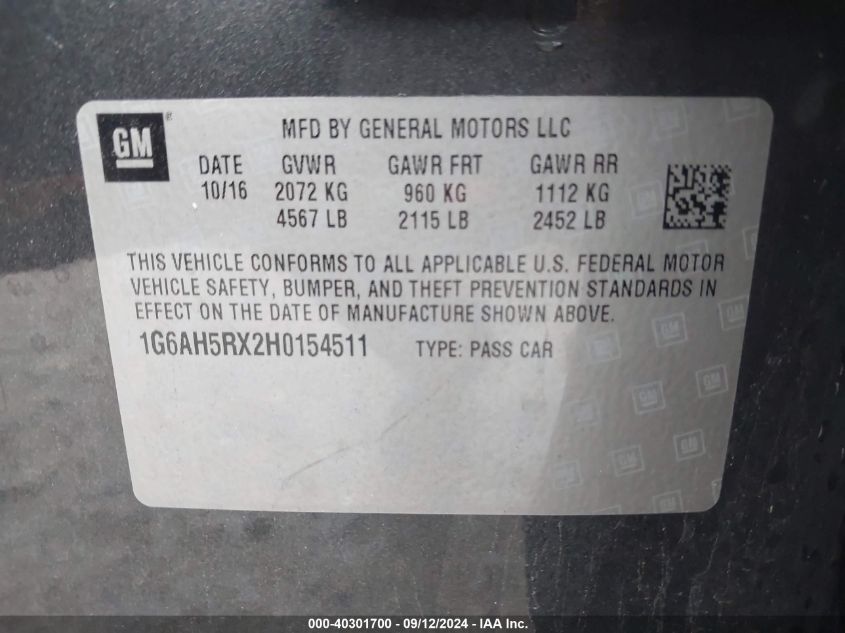 GM ®
MFD BY GENERAL MOTORS LLC
DATE GVWR GAWR FRT GAWR RR
10/16 2072 KG 960 KG 1112 KG
4567 LB 2115 LB 2452 LB
THIS VEHICLE CONFORMS TO ALL APPLICABLE U.S. FEDERAL MOTOR
VEHICLE SAFETY, BUMPER, AND THEFT PREVENTION STANDARDS IN
EFFECT ON THE DATE OF MANUFACTURE SHOWN ABOVE.
1G6AH5RX2H0154511 TYPE: PASS CAR
000-40301700 - 09/12/2024 - IAA Inc.